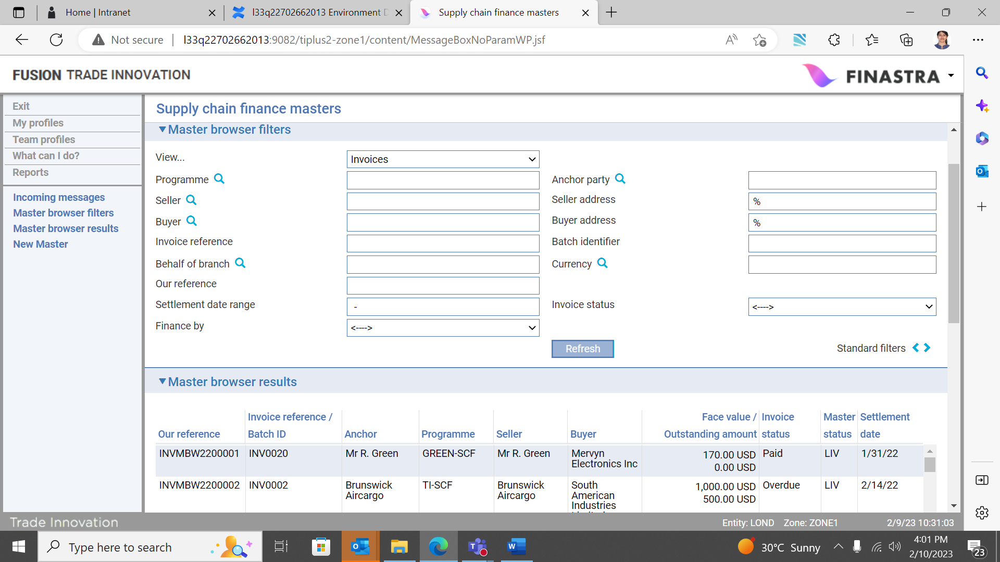 Home | Intranet
l33q22702662013 Environment D
Supply chain finance masters
Not secure
l33q22702662013:9082/tiplus2-zone1/content/MessageBoxNoParamWP.jsf
FUSION TRADE INNOVATION
FINASTRA
Exit
My profiles
Team profiles
What can I do?
Reports
Incoming messages
Master browser filters
Master browser results
New Master
Supply chain finance masters
Master browser filters
View...
Invoices
Programme
Anchor party
Seller
Seller address
%
Buyer
Buyer address
%
Invoice reference
Batch identifier
Behalf of branch
Currency
Our reference
Settlement date range
-
Invoice status
<---->
Finance by
<---->
Refresh
Standard filters
Master browser results
Our reference
Invoice reference /
Batch ID
Anchor
Programme
Seller
Buyer
Face value /
Outstanding amount
Invoice
status
Master
status
Settlement
date
INVMBW2200001
INV0020
Mr R. Green
GREEN-SCF
Mr R. Green
Mervyn
Electronics Inc
170.00 USD
0.00 USD
Paid
LIV
1/31/22
INVMBW2200002
INV0002
Brunswick
Aircargo
TI-SCF
Brunswick
Aircargo
South
American
Industries
1,000.00 USD
500.00 USD
Overdue
LIV
2/14/22
Trade Innovation
Entity: LOND Zone: ZONE1
2/9/23 10:31:03
Type here to search
30°C Sunny
4:01 PM
2/10/2023
23